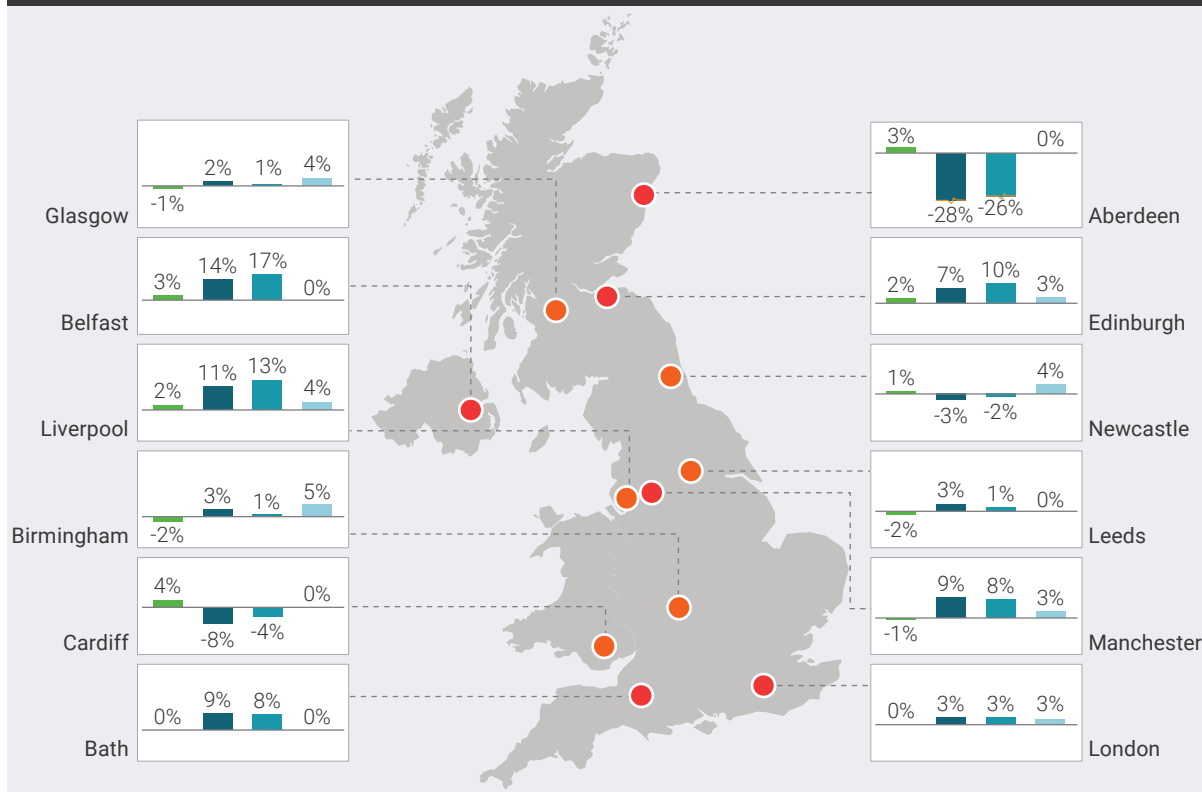 2% 1% 4%
-1%
Glasgow
3% 14% 17% 0%
Belfast
2% 11% 13% 4%
Liverpool
3% 1% 5%
-2%
Birmingham
4% 0%
-8% -4%
Cardiff
0% 9% 8% 0%
Bath
3% 0%
-28% -26%
Aberdeen
2% 7% 10% 3%
Edinburgh
1% 4%
-3% -2%
Newcastle
3% 1% 0%
-2%
Leeds
9% 8% 3%
-1%
Manchester
0% 3% 3% 3%
London